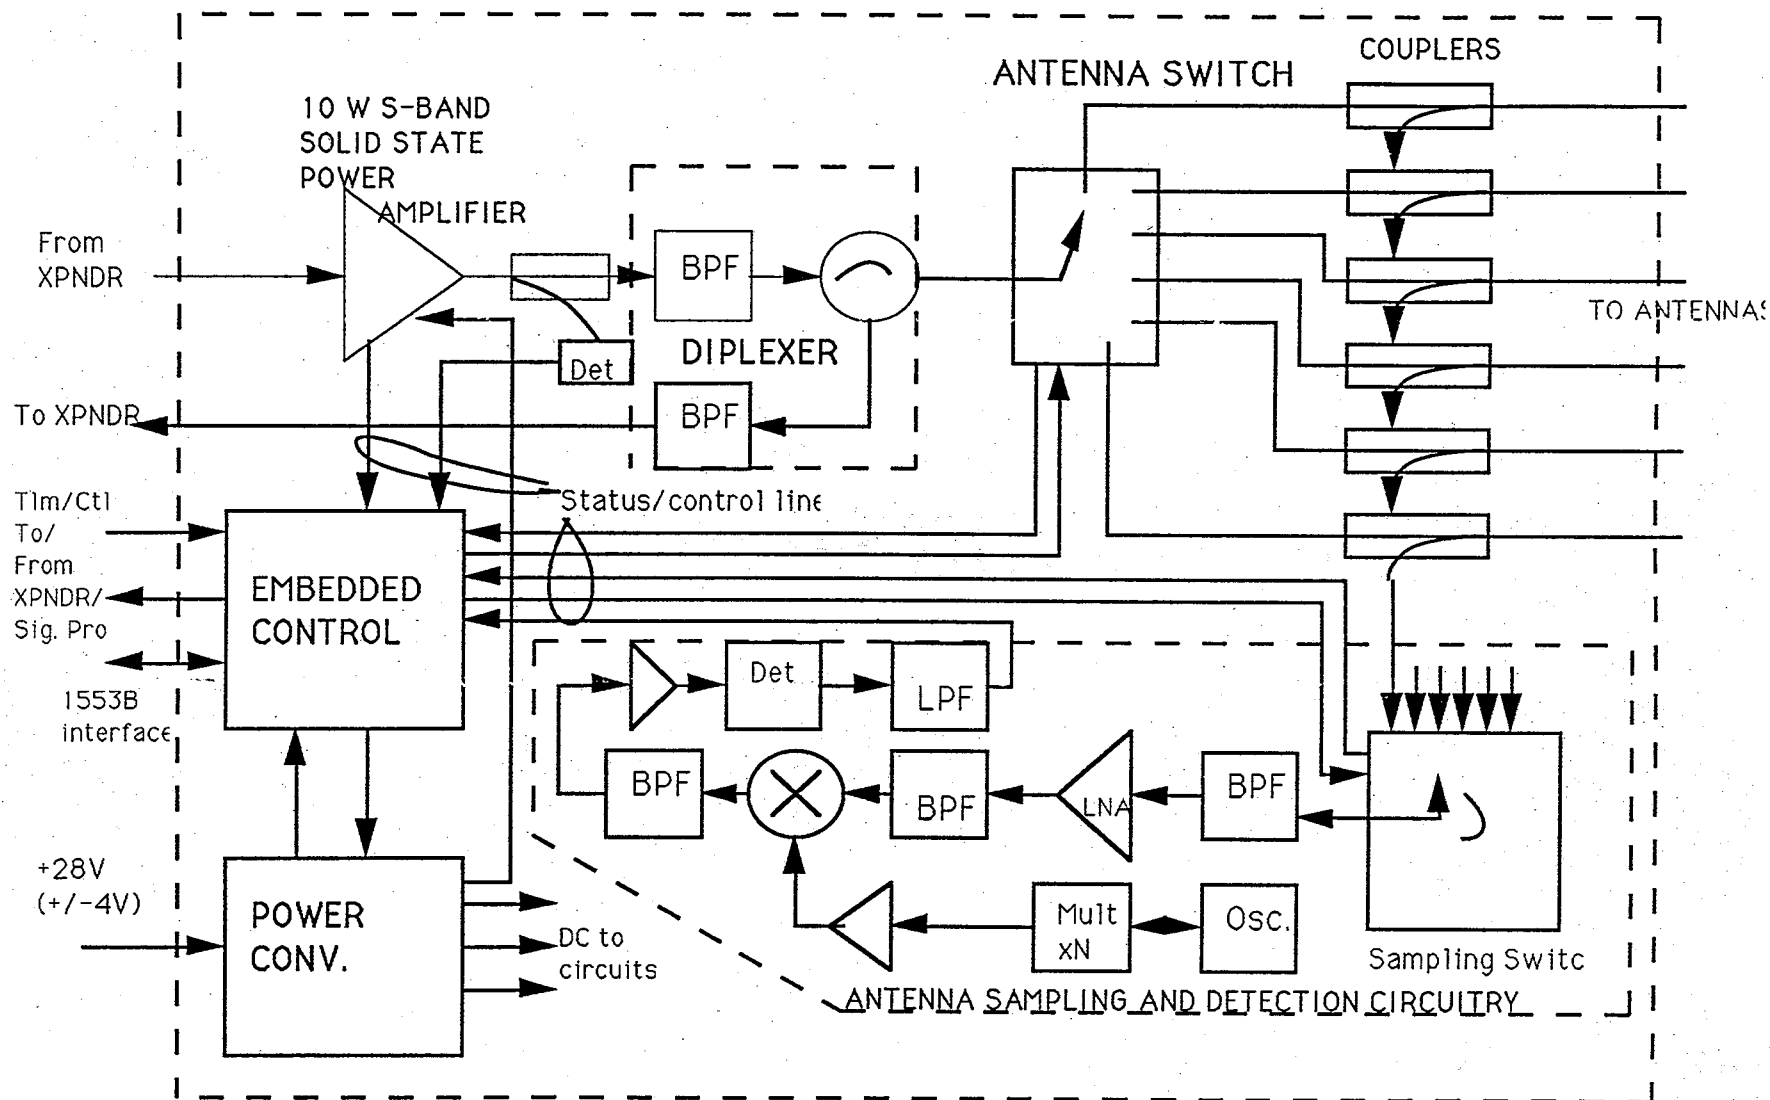 COUPLERS
ANTENNA SWITCH
10 W S-BAND
SOLID STATE
POWER
AMPLIFIER
From
XPNDR
BPF
TO ANTENNAS
DIPLEXER
Det
To XPNDR
BPF
Tlm/Ctl
To/
From
XPNDR/
Sig. Pro
Status/control line
EMBEDDED
CONTROL
1553B
interface
Det
LPF
BPF
BPF
LNA
BPF
+28V
(+/-4V)
POWER
CONV.
DC to
circuits
Mult
xN
Osc.
Sampling Switc
ANTENNA SAMPLING AND DETECTION CIRCUITRY